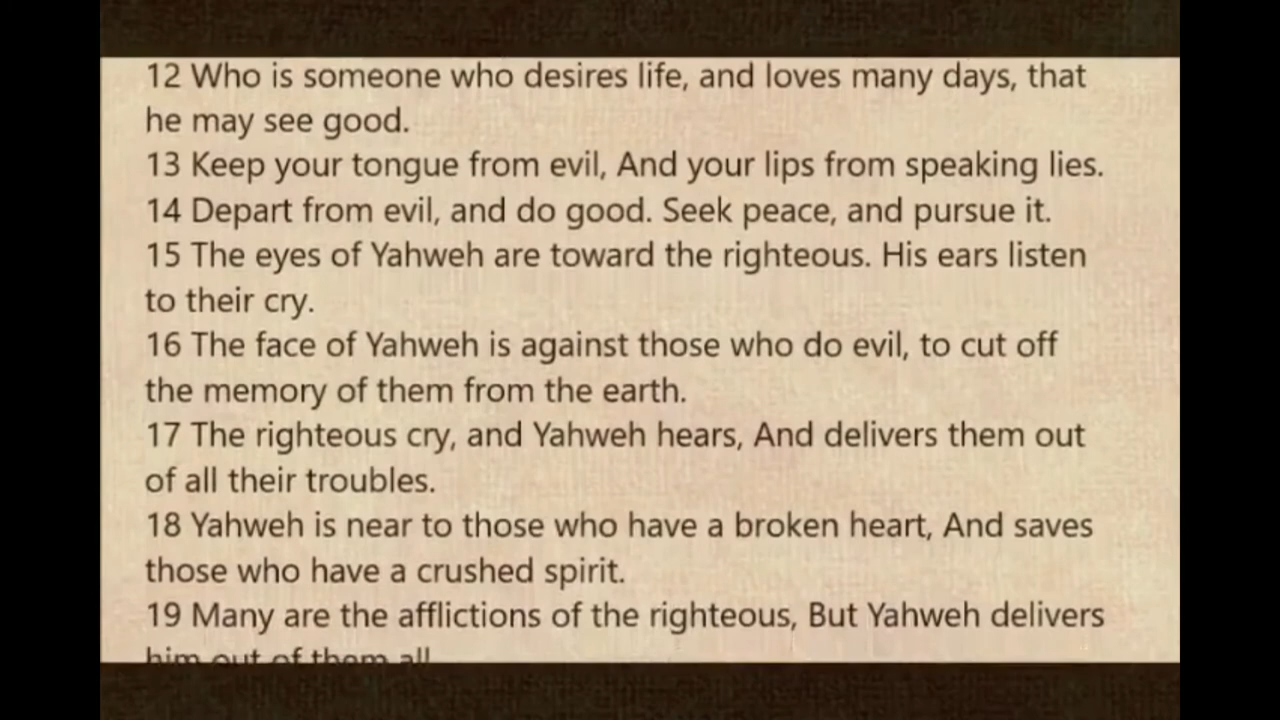 12 Who is someone who desires life, and loves many days, that
he may see good.
13 Keep your tongue from evil, And your lips from speaking lies.
14 Depart from evil, and do good. Seek peace, and pursue it.
15 The eyes of Yahweh are toward the righteous. His ears listen
to their cry.
16 The face of Yahweh is against those who do evil, to cut off
the memory of them from the earth.
17 The righteous cry, and Yahweh hears, And delivers them out
of all their troubles.
18 Yahweh is near to those who have a broken heart, And saves
those who have a crushed spirit.
19 Many are the afflictions of the righteous, But Yahweh delivers
him out of them all